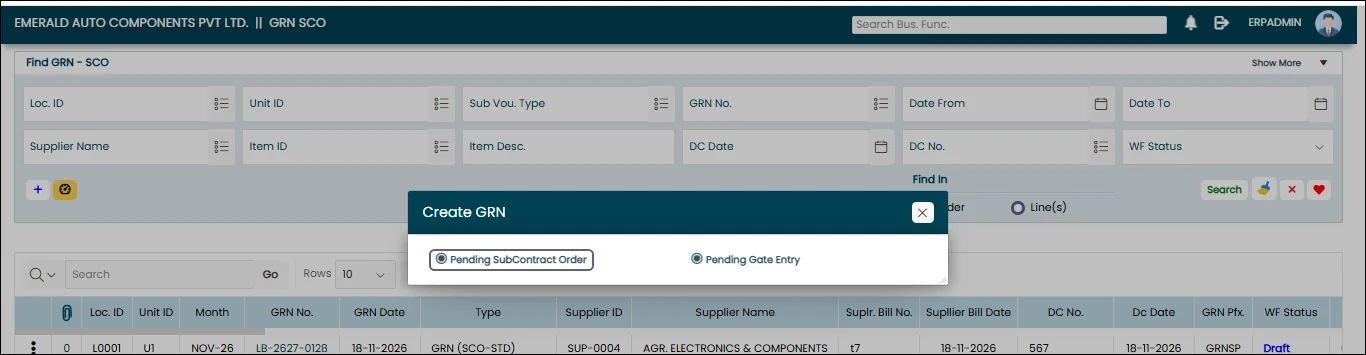 EMERALD AUTO COMPONENTS PVT LTD. || GRN SCO
Search Bus. Func.
ERPADMIN
Find GRN - SCO
Show More
Loc. ID
Unit ID
Sub Vou. Type
GRN No.
Date From
Date To
Supplier Name
Item ID
Item Desc.
DC Date
DC No.
WF Status
Find In
+
Search
Line(s)
Create GRN
Pending SubContract Order
Pending Gate Entry
Search
Go
Rows
10
Loc. ID Unit ID Month GRN No. GRN Date Type Supplier ID Supplier Name Suplr. Bill No. Supllier Bill Date DC No. Dc Date GRN Pfx. WF Status
0 L0001 U1 NOV-26 LB-2627-0128 18-11-2026 GRN (SCO-STD) SUP-0004 AGR. ELECTRONICS & COMPONENTS t7 18-11-2026 567 18-11-2026 GRNSP Draft